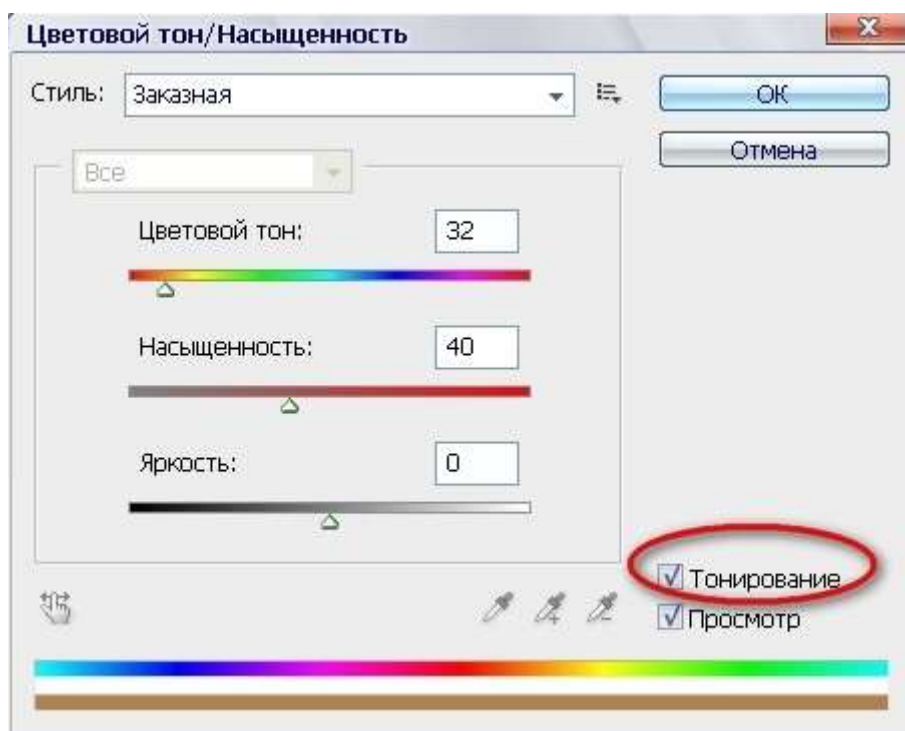 Цветовой тон/Насыщенность
Стиль: Заказная
OK
Отмена
Все
Цветовой тон: 32
Насыщенность: 40
Яркость: 0
Тонирование
Просмотр